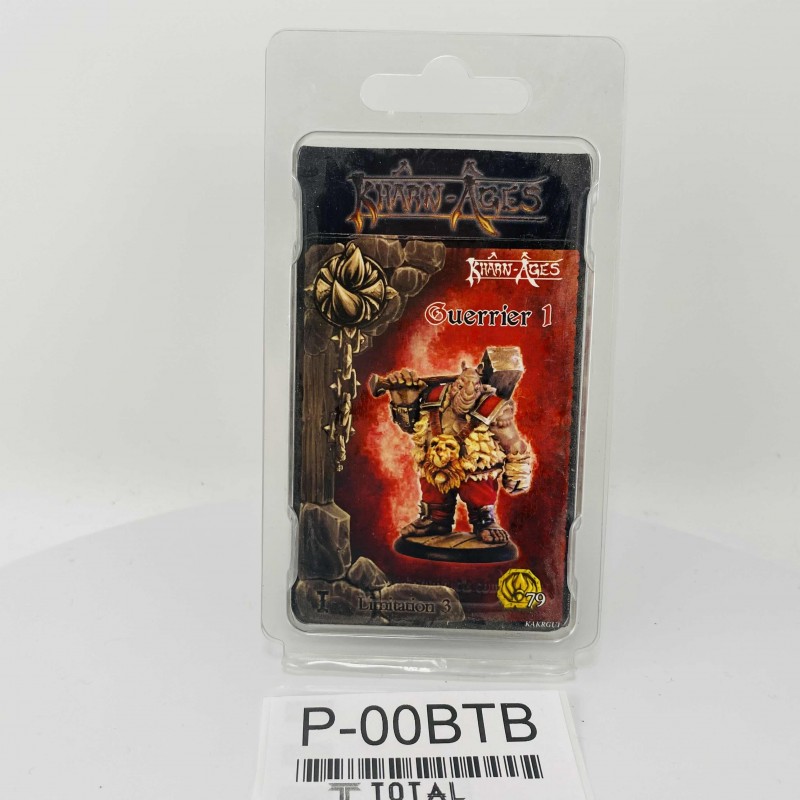 KHÂRN-ÂGES
KHÂRN-ÂGES
Guerrier 1
I
Limitation 3
79
KAKRGU1
P-00BTB
TOTAL